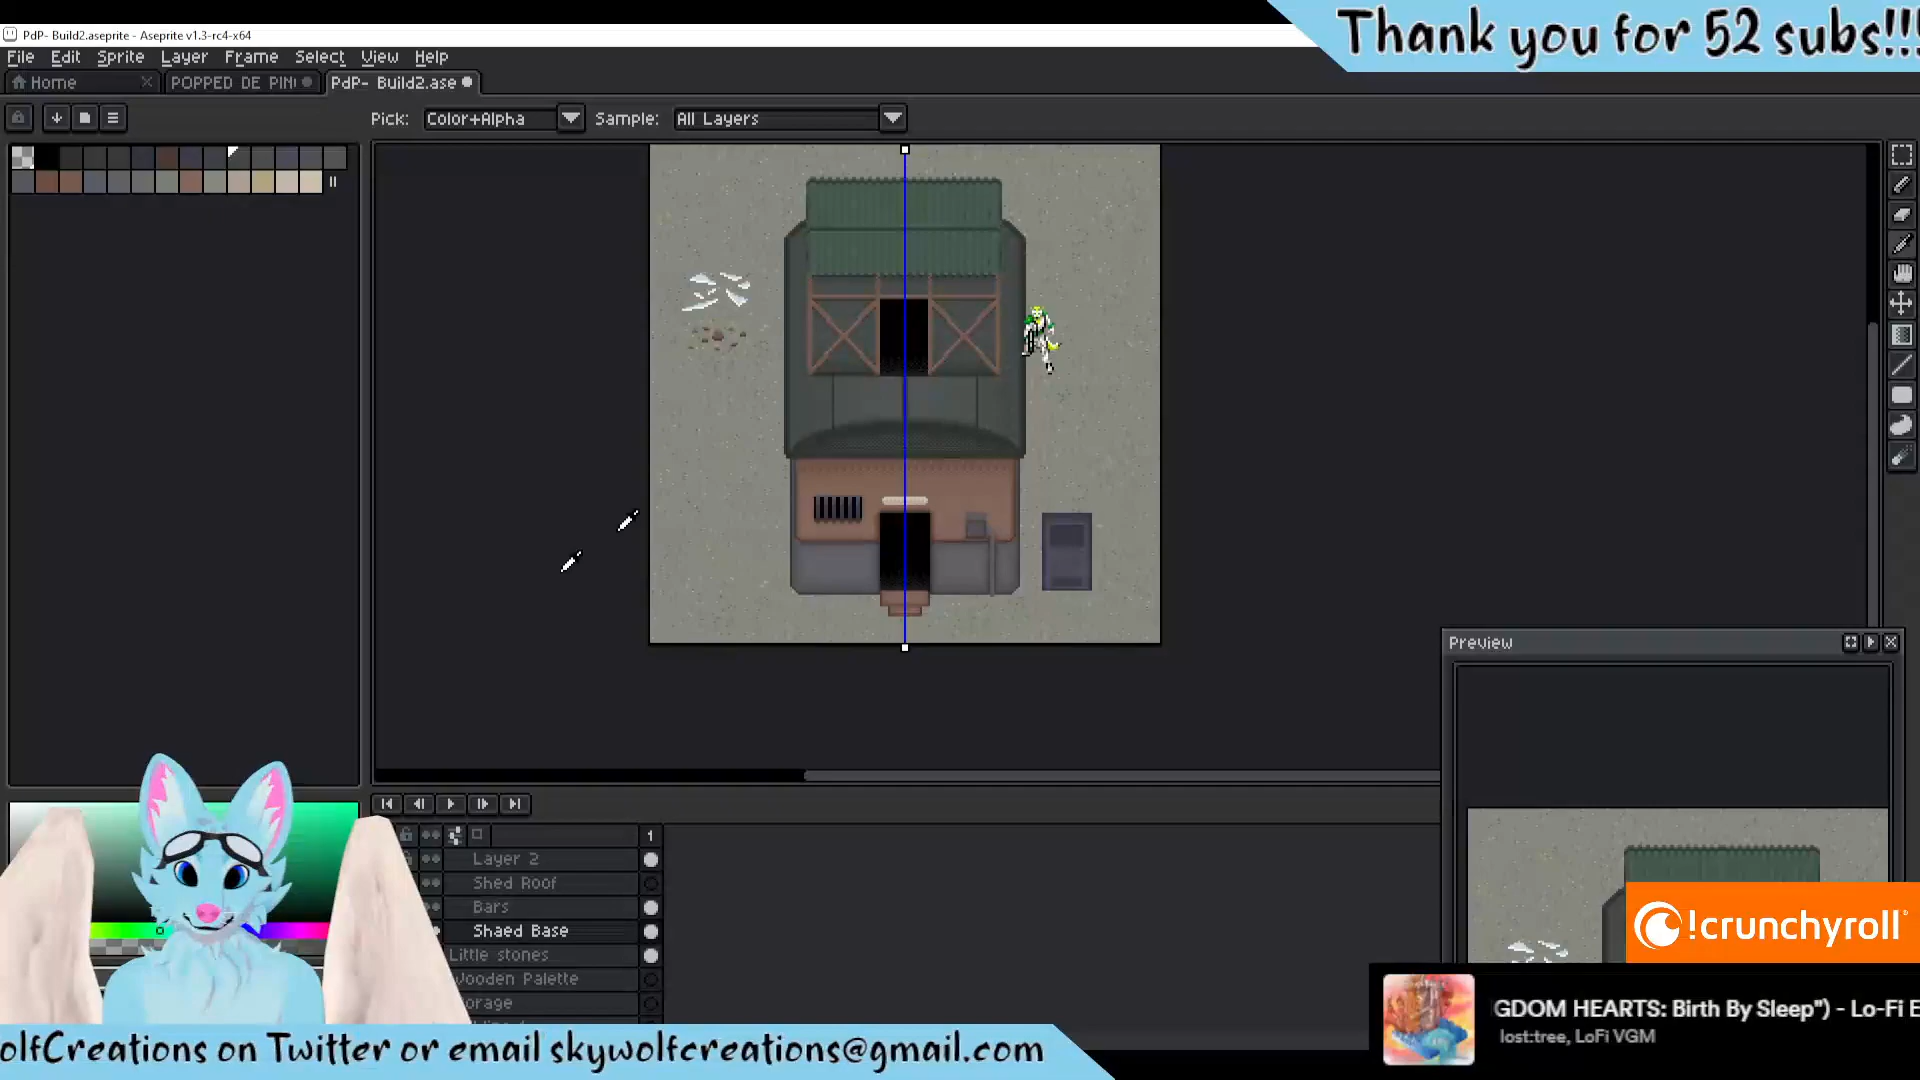 Thank you for 52 subs!!!
PdP- Build2.aseprite - Aseprite v1.3-rc4-x64
File Edit Sprite Layer Frame Select View Help
Home
POPPED DE PIN
PdP- Build2.ase
Pick: Color+Alpha Sample: All Layers
Preview
1
Layer 2
Shed Roof
Bars
Shaed Base
Little stones
Wooden Palette
orage
!crunchyroll
GDOM HEARTS: Birth By Sleep") - Lo-Fi E
lost:tree, LoFi VGM
olfCreations on Twitter or email skywolfcreations@gmail.com